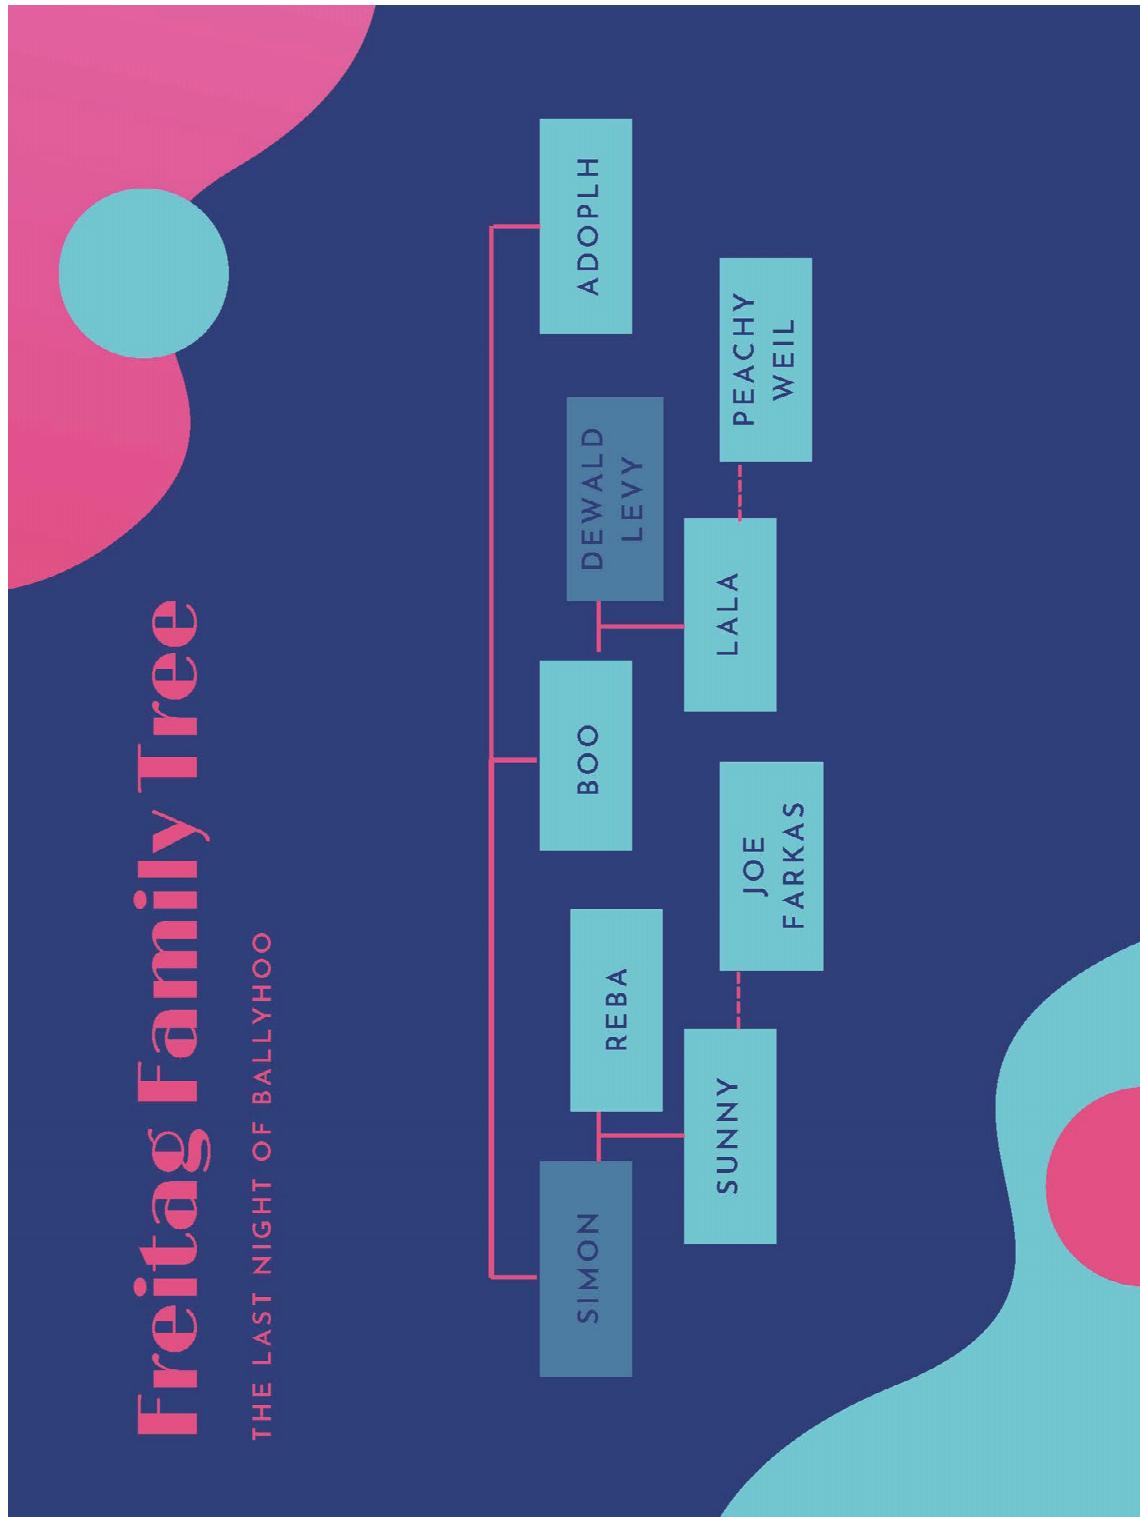 Freitag Family Tree
THE LAST NIGHT OF BALLYHOO
SIMON
REBA
BOO
DEWALD
LEVY
ADOPLH
SUNNY
JOE
FARKAS
LALA
PEACHY
WEIL